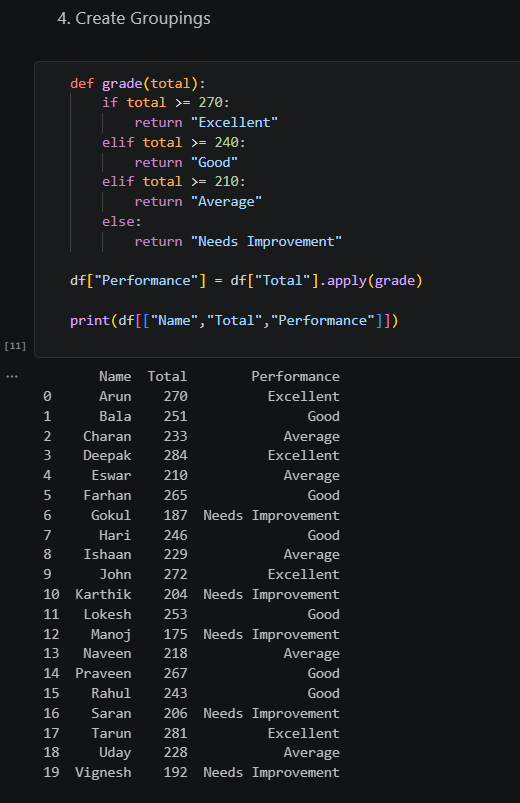 4. Create Groupings
def grade(total):
    if total >= 270:
        return "Excellent"
    elif total >= 240:
        return "Good"
    elif total >= 210:
        return "Average"
    else:
        return "Needs Improvement"
df["Performance"] = df["Total"].apply(grade)
print(df[["Name","Total","Performance"]])
[11]
...
Name Total Performance
0 Arun 270 Excellent
1 Bala 251 Good
2 Charan 233 Average
3 Deepak 284 Excellent
4 Eswar 210 Average
5 Farhan 265 Good
6 Gokul 187 Needs Improvement
7 Hari 246 Good
8 Ishaan 229 Average
9 John 272 Excellent
10 Karthik 204 Needs Improvement
11 Lokesh 253 Good
12 Manoj 175 Needs Improvement
13 Naveen 218 Average
14 Praveen 267 Good
15 Rahul 243 Good
16 Saran 206 Needs Improvement
17 Tarun 281 Excellent
18 Uday 228 Average
19 Vignesh 192 Needs Improvement